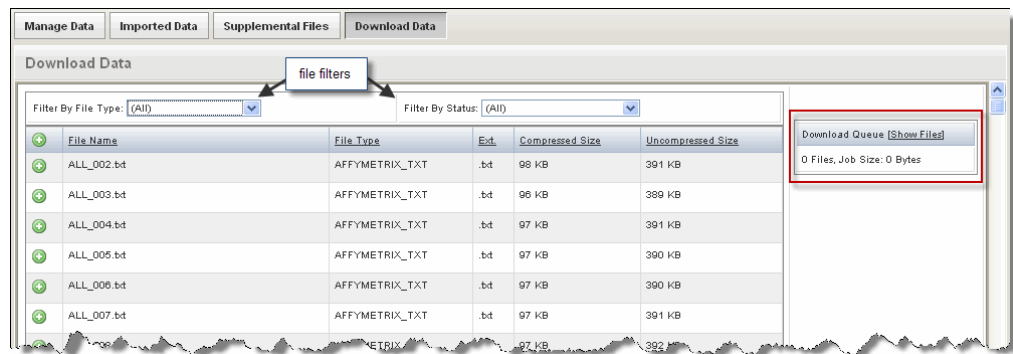 Manage Data Imported Data Supplemental Files Download Data
Download Data
file filters
Filter By File Type: (All) Filter By Status: (All)
File Name File Type Ext. Compressed Size Uncompressed Size
ALL_002.txt AFFYMETRIX_TXT .txt 98 KB 391 KB
ALL_003.txt AFFYMETRIX_TXT .txt 96 KB 389 KB
ALL_004.txt AFFYMETRIX_TXT .txt 97 KB 391 KB
ALL_005.txt AFFYMETRIX_TXT .txt 97 KB 390 KB
ALL_006.txt AFFYMETRIX_TXT .txt 97 KB 390 KB
ALL_007.txt AFFYMETRIX_TXT .txt 97 KB 391 KB
97 KB 392
Download Queue [Show Files]
0 Files, Job Size: 0 Bytes